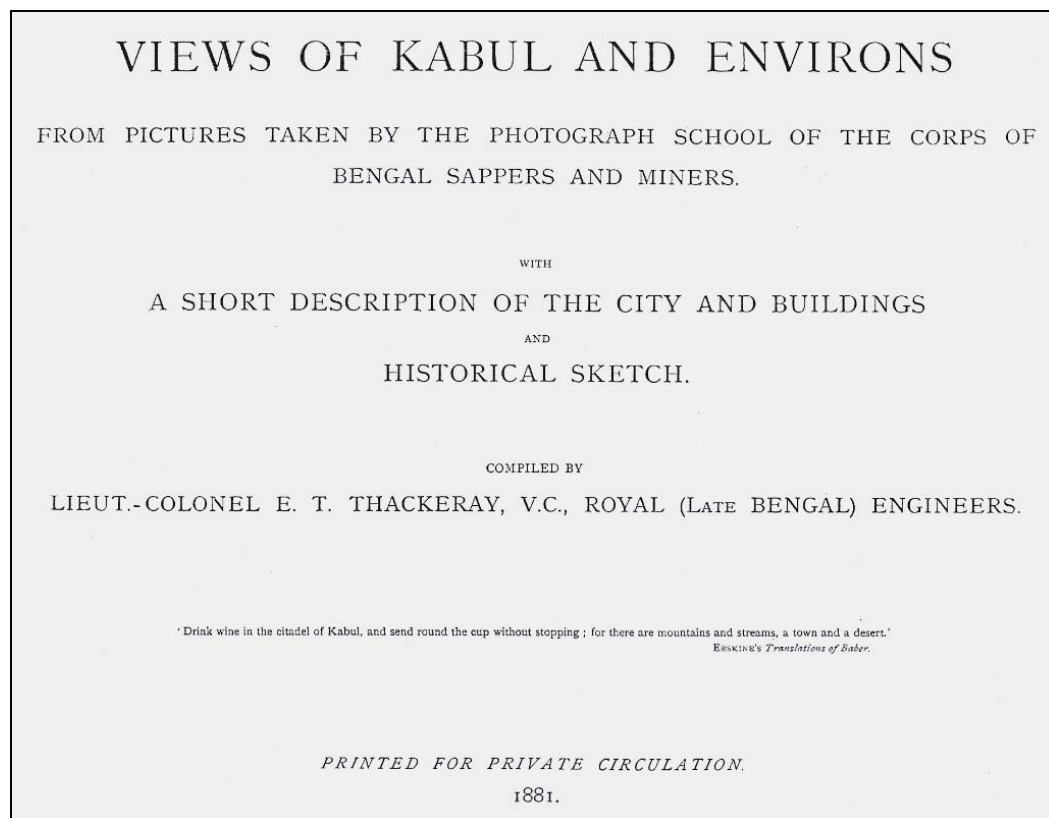 VIEWS OF KABUL AND ENVIRONS
FROM PICTURES TAKEN BY THE PHOTOGRAPH SCHOOL OF THE CORPS OF
BENGAL SAPPERS AND MINERS.
WITH
A SHORT DESCRIPTION OF THE CITY AND BUILDINGS
AND
HISTORICAL SKETCH.
COMPILED BY
LIEUT.-COLONEL E. T. THACKERAY, V.C., ROYAL (LATE BENGAL) ENGINEERS.
‘Drink wine in the citadel of Kabul, and send round the cup without stopping ; for there are mountains and streams, a town and a desert.’
ERSKINE'S Translations of Baber.
PRINTED FOR PRIVATE CIRCULATION.
1881.